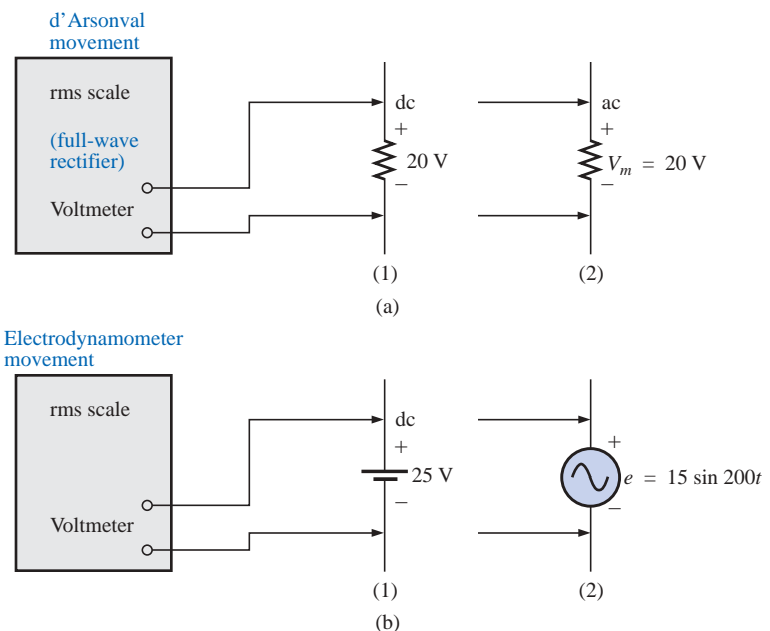 d'Arsonval
movement
rms scale
(full-wave
rectifier)
Voltmeter
dc
+
20 V
−
(1)
ac
+
V_m = 20 V
−
(2)
(a)
Electrodynamometer
movement
rms scale
Voltmeter
dc
+
25 V
−
(1)
+
e = 15 sin 200t
−
(2)
(b)